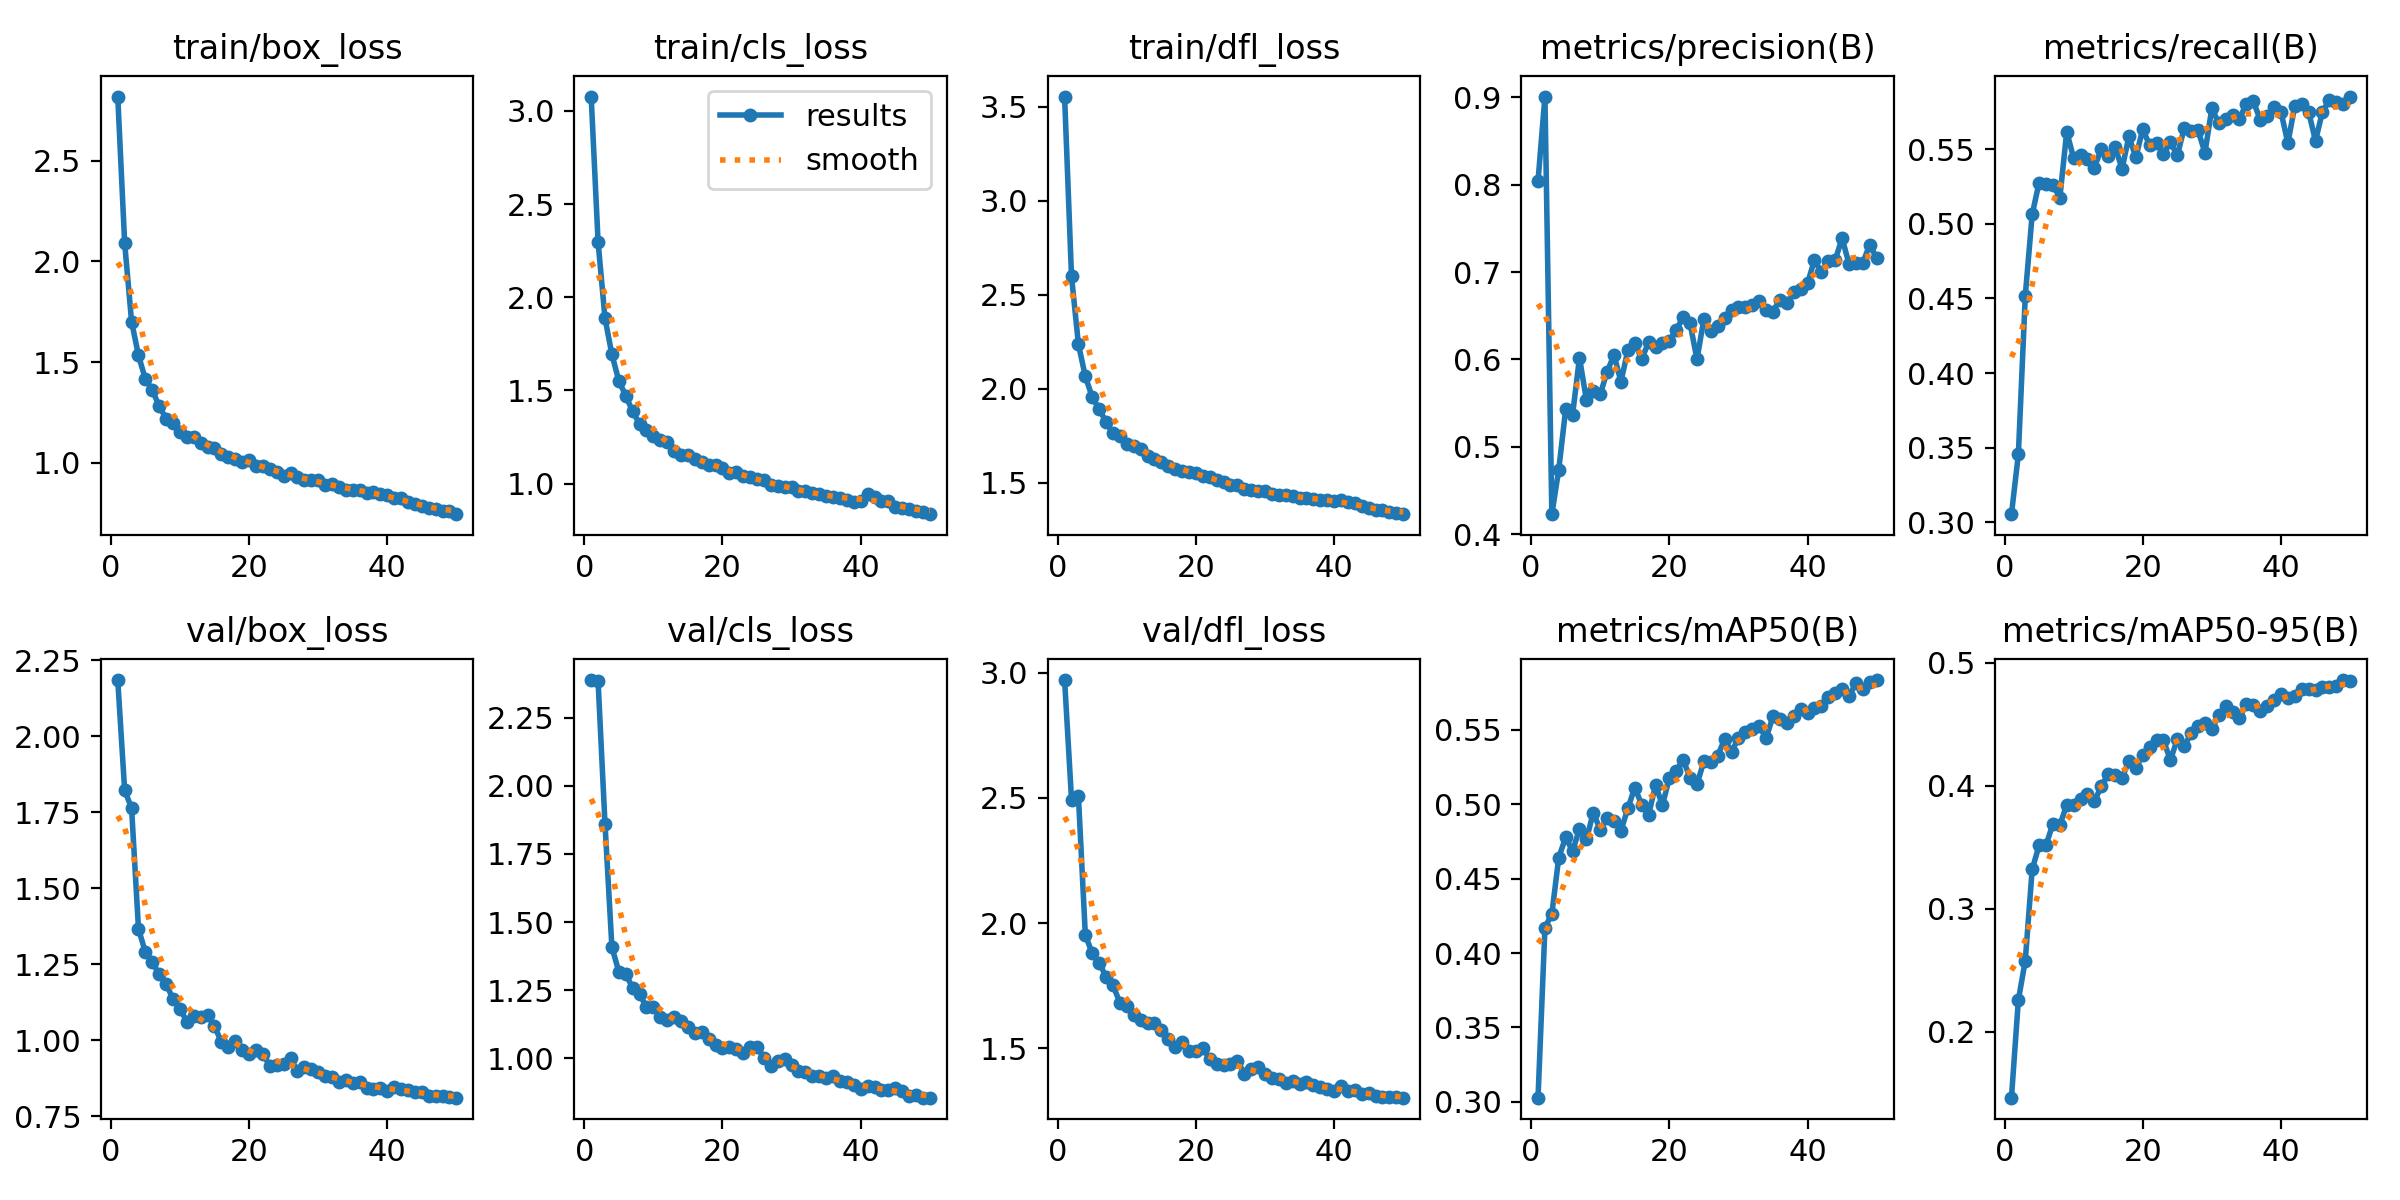 train/box_loss
2.5
2.0
1.5
1.0
0 20 40
train/cls_loss
results
smooth
3.0
2.5
2.0
1.5
1.0
0 20 40
train/dfl_loss
3.5
3.0
2.5
2.0
1.5
0 20 40
metrics/precision(B)
0.9
0.8
0.7
0.6
0.5
0.4
0 20 40
metrics/recall(B)
0.55
0.50
0.45
0.40
0.35
0.30
0 20 40
val/box_loss
2.25
2.00
1.75
1.50
1.25
1.00
0.75
0 20 40
val/cls_loss
2.25
2.00
1.75
1.50
1.25
1.00
0 20 40
val/dfl_loss
3.0
2.5
2.0
1.5
0 20 40
metrics/mAP50(B)
0.55
0.50
0.45
0.40
0.35
0.30
0 20 40
metrics/mAP50-95(B)
0.5
0.4
0.3
0.2
0 20 40